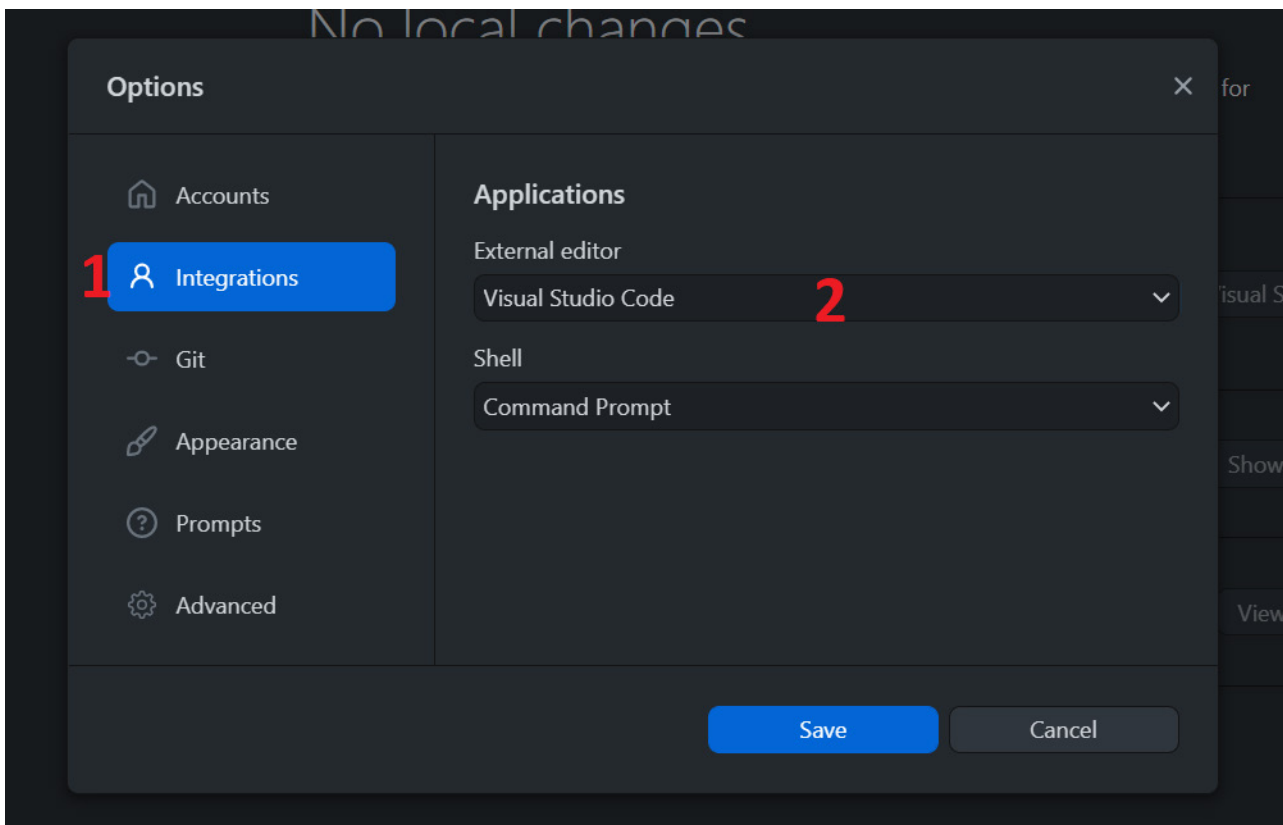 No local changes
Options
for
Accounts
Applications
External editor
1
Integrations
Visual Studio Code
2
isual S
Git
Shell
Command Prompt
Appearance
Show
Prompts
Advanced
View
Save
Cancel